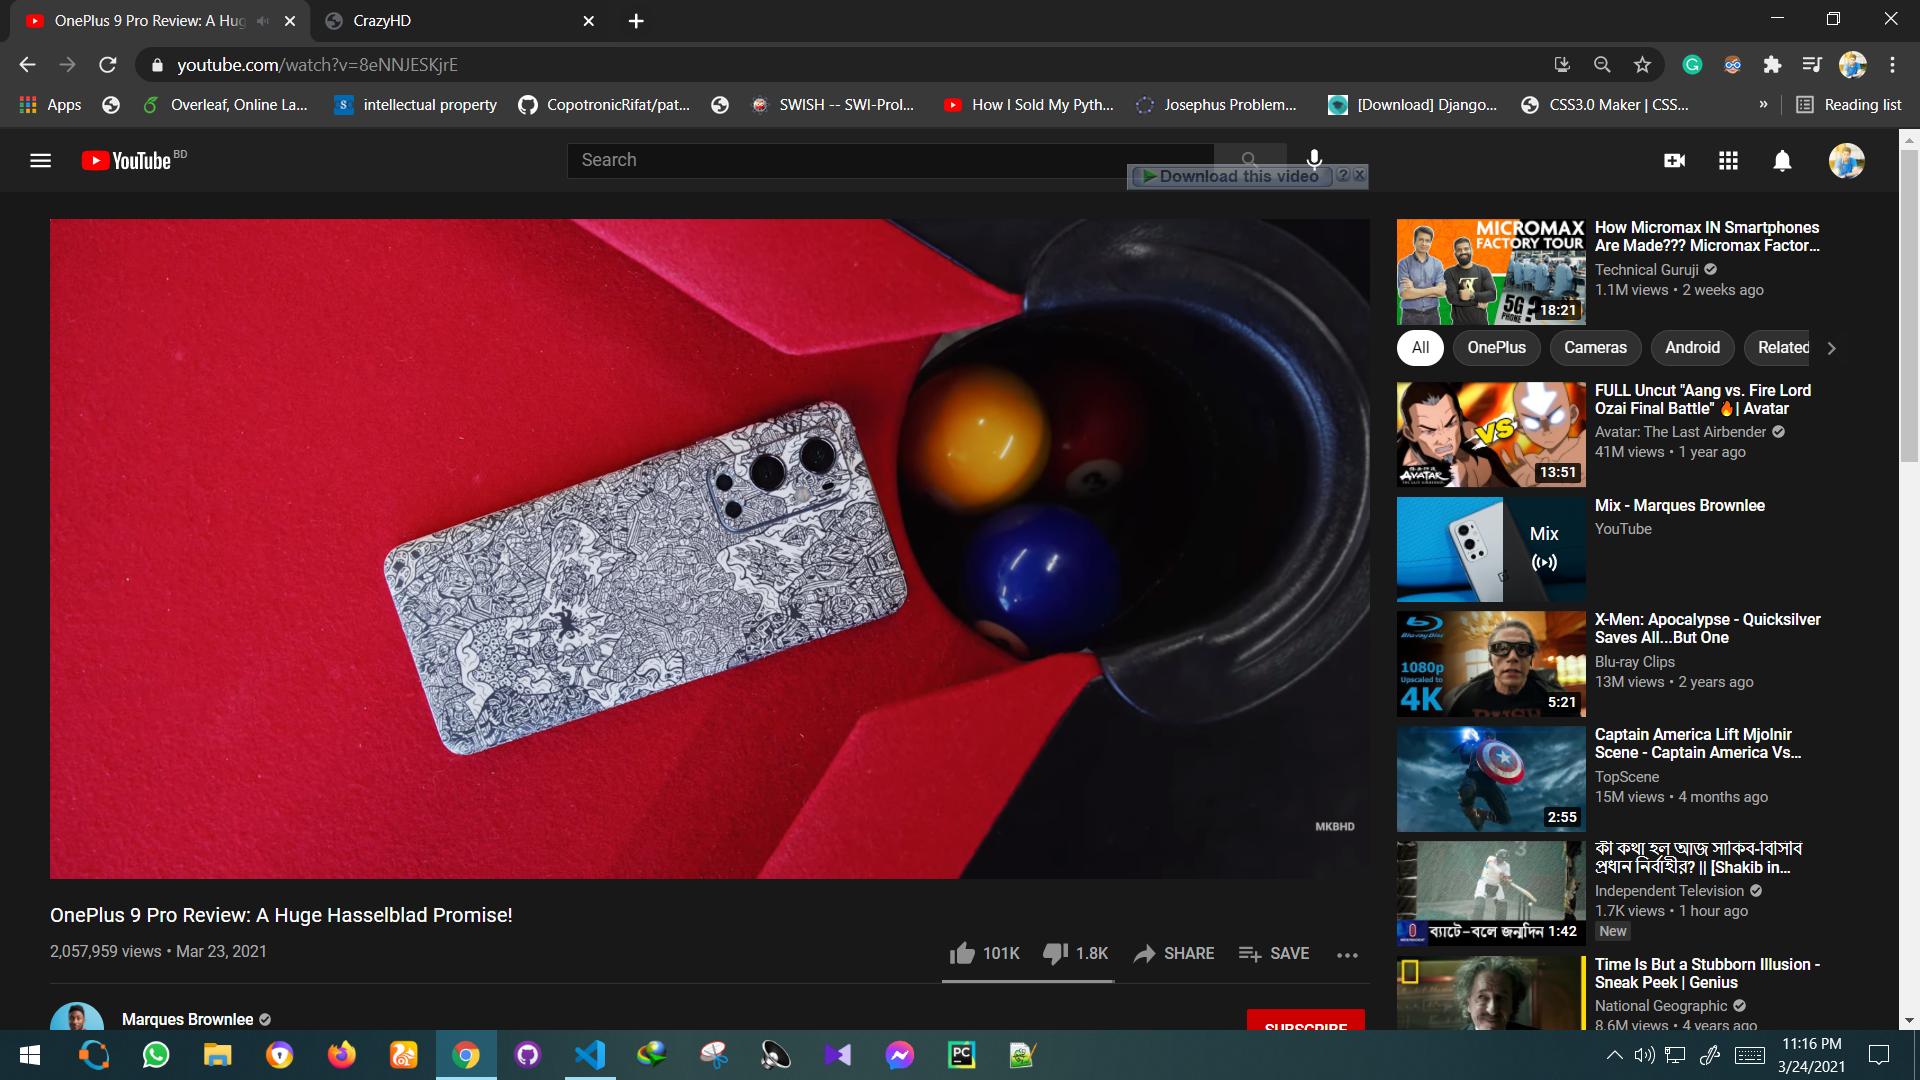 OnePlus 9 Pro Review: A Hug
CrazyHD
youtube.com/watch?v=8eNNJESKjrE
Apps
Overleaf, Online La...
intellectual property
CopotronicRifat/pat...
SWISH -- SWI-Prol...
How I Sold My Pyth...
Josephus Problem...
[Download] Django...
CSS3.0 Maker | CSS...
»
Reading list
YouTube BD
Search
Download this video ? X
MICROMAX
FACTORY TOUR
5G ?
PHONE
18:21
How Micromax IN Smartphones
Are Made??? Micromax Factor...
Technical Guruji
1.1M views • 2 weeks ago
All
OnePlus
Cameras
Android
Related
VS
AVATAR
13:51
FULL Uncut "Aang vs. Fire Lord
Ozai Final Battle" 🔥| Avatar
Avatar: The Last Airbender
41M views • 1 year ago
Mix
Mix - Marques Brownlee
YouTube
Blu-ray Disc
1080p
Upscaled to
4K
5:21
X-Men: Apocalypse - Quicksilver
Saves All...But One
Blu-ray Clips
13M views • 2 years ago
2:55
Captain America Lift Mjolnir
Scene - Captain America Vs...
TopScene
15M views • 4 months ago
ব্যাটে-বলে জন্মদিন 1:42
কী কথা হল আজ সাকিব-বিসিবি
প্রধান নির্বাহীর? || [Shakib in...
Independent Television
1.7K views • 1 hour ago
New
Time Is But a Stubborn Illusion -
Sneak Peek | Genius
National Geographic
8.6M views • 4 years ago
MKBHD
OnePlus 9 Pro Review: A Huge Hasselblad Promise!
2,057,959 views • Mar 23, 2021
101K
1.8K
SHARE
SAVE
Marques Brownlee
SUBSCRIBE
PC
11:16 PM
3/24/2021